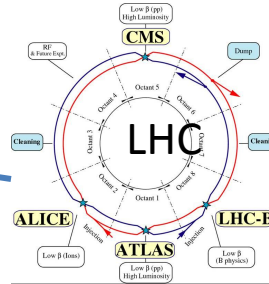 Low β (pp)
High Luminosity
CMS
RF
& Future Expt.
Dump
Octant 4
Octant 5
Octant 3
Octant 6
Cleaning
LHC
Octant 7
Cleani
Octant 2
Octant 8
Octant 1
ALICE
LHC-B
Injection
ATLAS
Injection
Low β (Ions)
Low β (pp)
High Luminosity
Low β
(B physics)